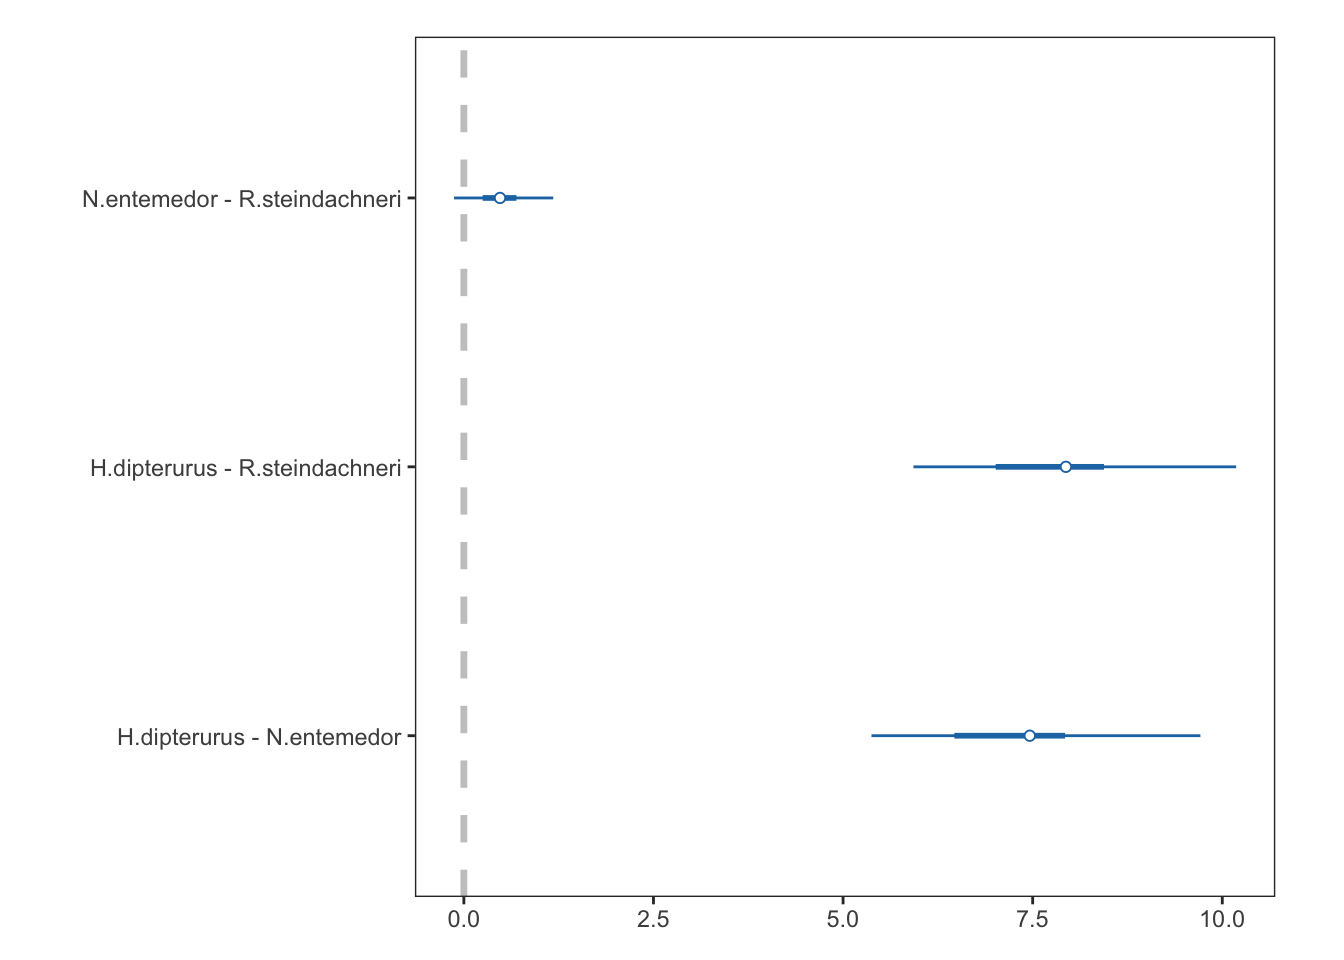 N.entemedor - R.steindachneri
H.dipterurus - R.steindachneri
H.dipterurus - N.entemedor
0.0 2.5 5.0 7.5 10.0